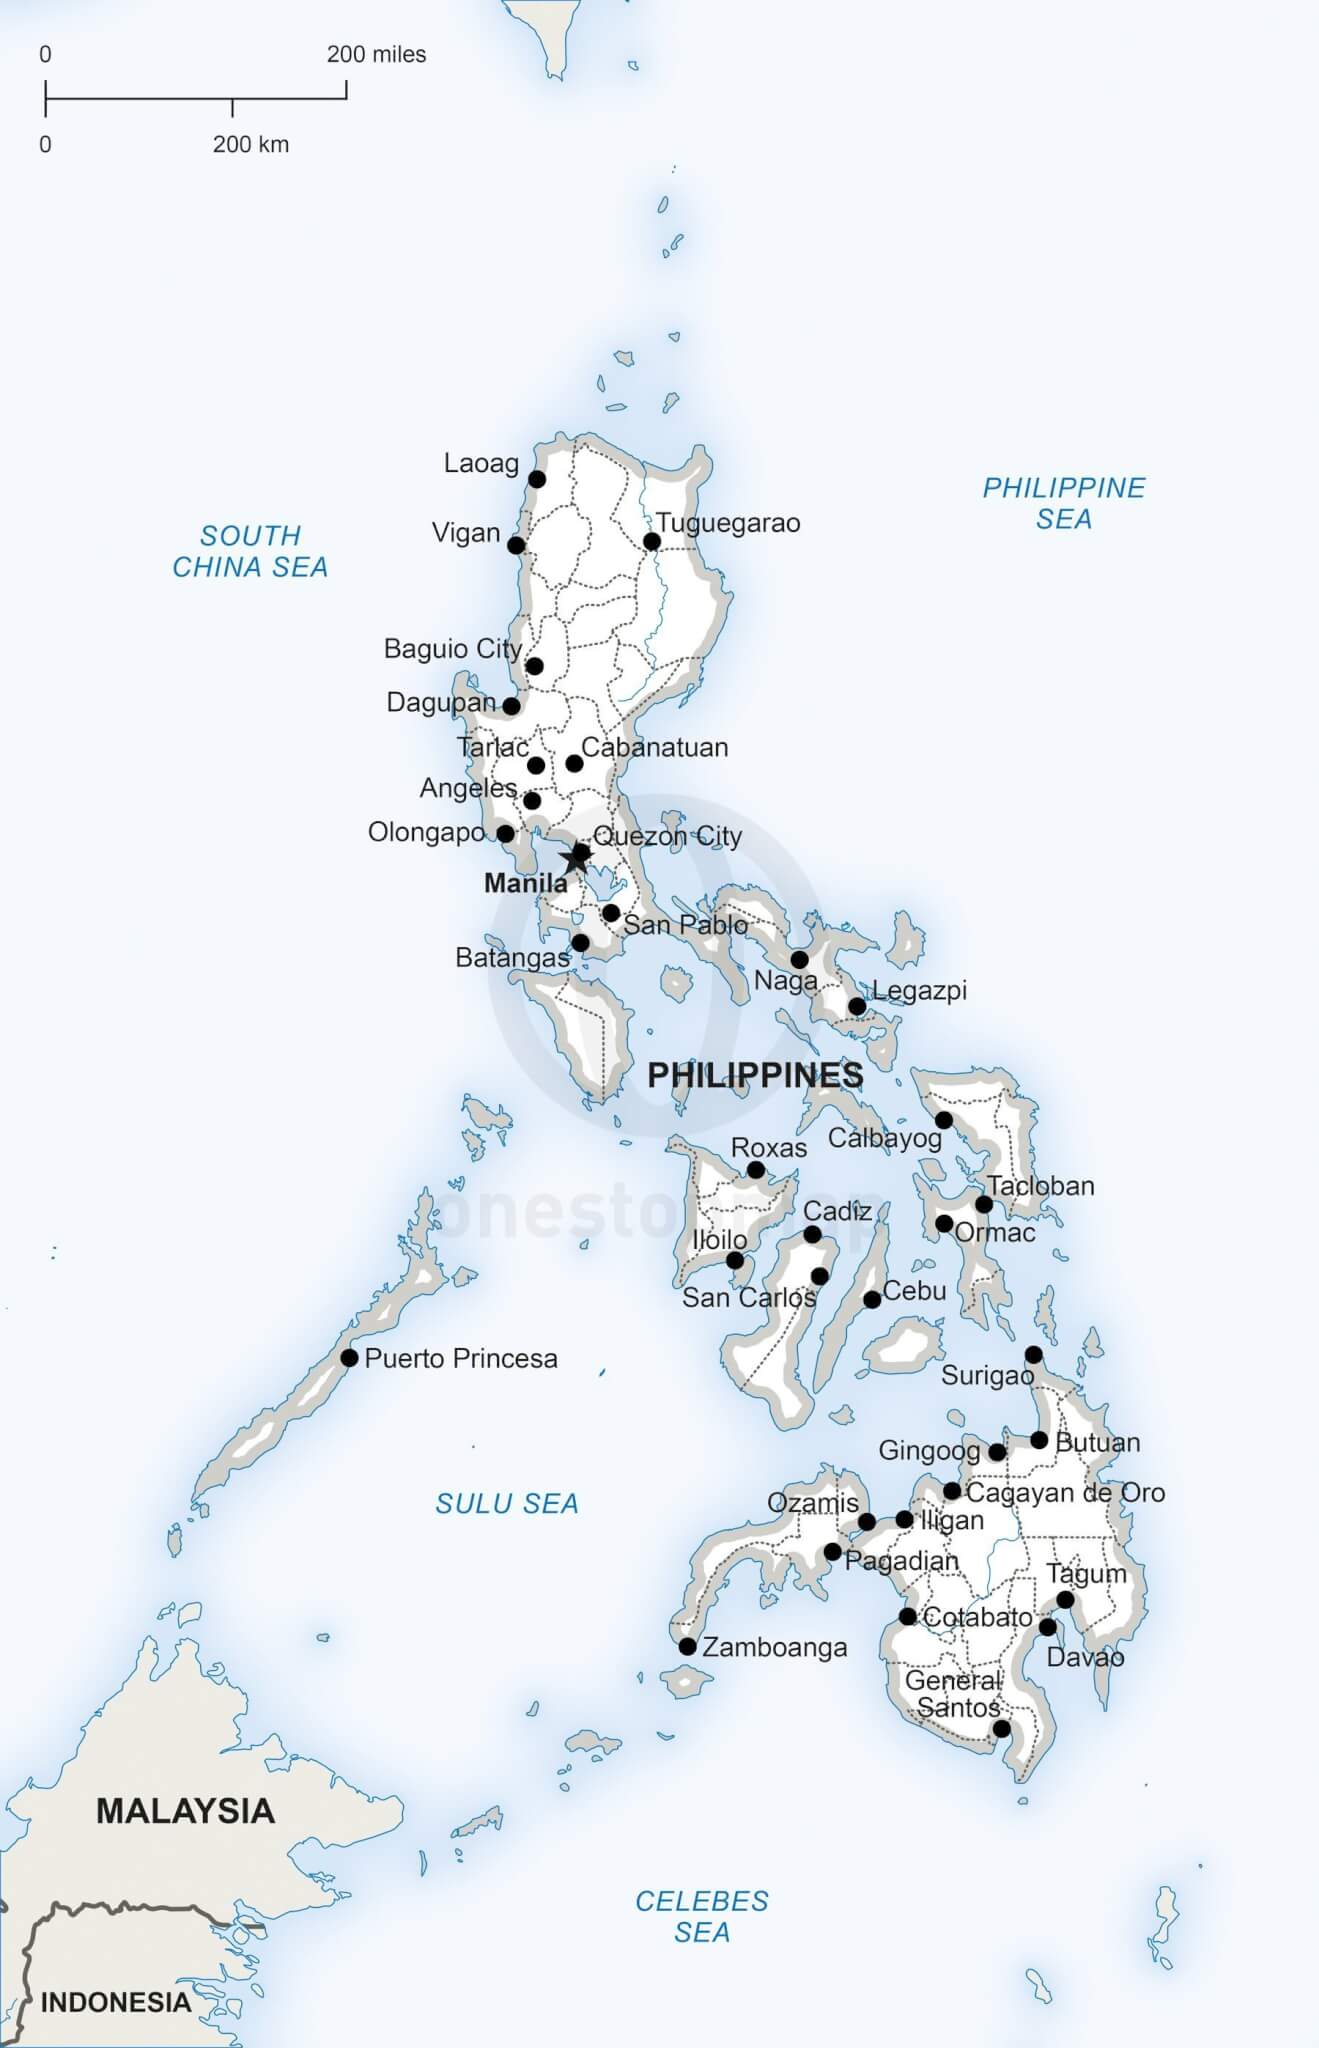 0
200 miles
0
200 km
Laoag
PHILIPPINE
SEA
SOUTH
CHINA SEA
Vigan
Tuguegarao
Baguio City
Dagupan
Tarlac
Cabanatuan
Angeles
Olongapo
Quezon City
Manila
San Pablo
Batangas
Naga
Legazpi
PHILIPPINES
Calbayog
Roxas
Tacloban
onestopmap
Cadiz
Ormac
Iloilo
San Carlos
Cebu
Puerto Princesa
Surigao
Gingoog
Butuan
Cagayan de Oro
SULU SEA
Ozamis
Iligan
Pagadian
Tagum
Cotabato
Zamboanga
Davao
General
Santos
MALAYSIA
CELEBES
SEA
INDONESIA